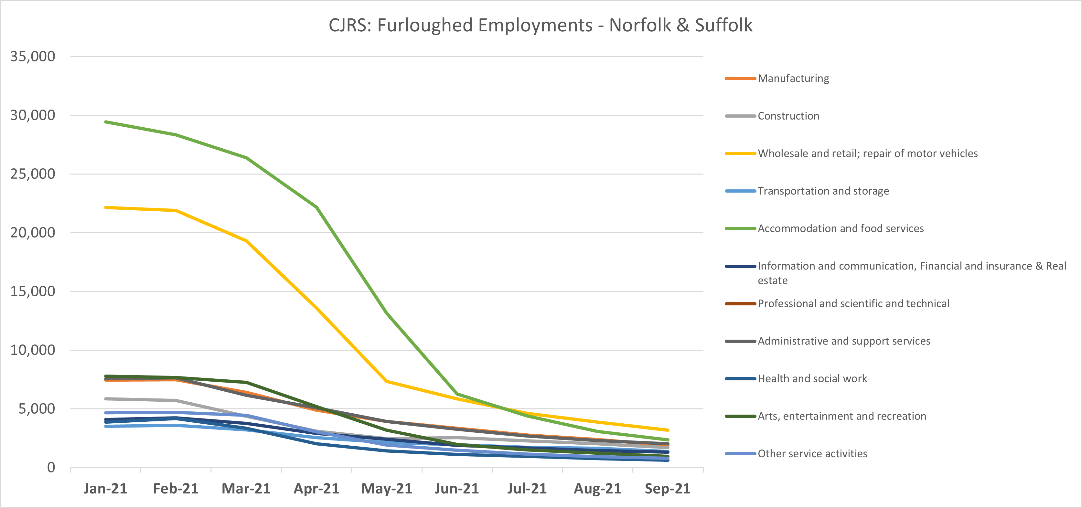 CJRS: Furloughed Employments - Norfolk & Suffolk
35,000
30,000
25,000
20,000
15,000
10,000
5,000
0
Jan-21 Feb-21 Mar-21 Apr-21 May-21 Jun-21 Jul-21 Aug-21 Sep-21
Manufacturing
Construction
Wholesale and retail; repair of motor vehicles
Transportation and storage
Accommodation and food services
Information and communication, Financial and insurance & Real
estate
Professional and scientific and technical
Administrative and support services
Health and social work
Arts, entertainment and recreation
Other service activities